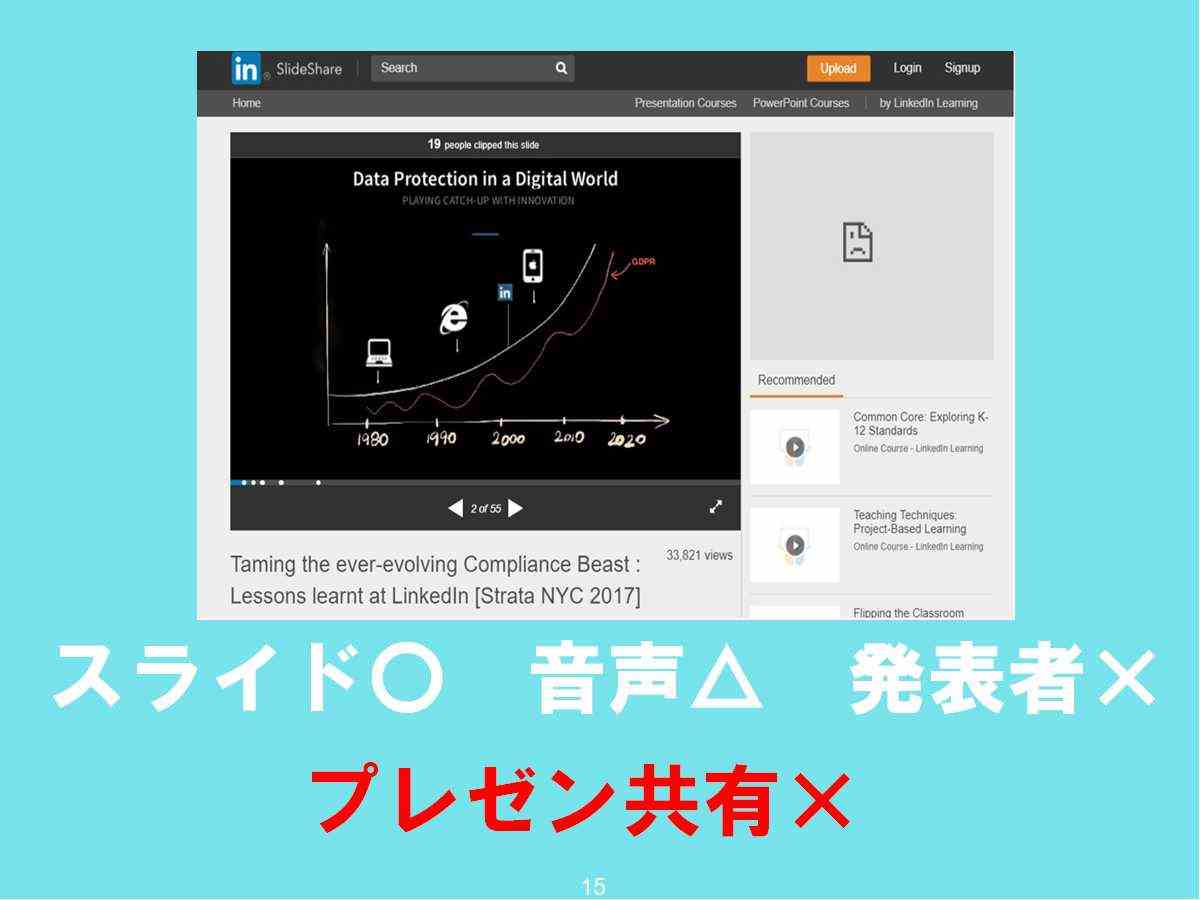 in® SlideShare | Search Upload Login Signup
Home Presentation Courses PowerPoint Courses | by LinkedIn Learning
19 people clipped this slide
Data Protection in a Digital World
PLAYING CATCH-UP WITH INNOVATION
GDPR
in
1980 1990 2000 2010 2020
2 of 55
Taming the ever-evolving Compliance Beast :
Lessons learnt at LinkedIn [Strata NYC 2017]
33,821 views
Recommended
Common Core: Exploring K-
12 Standards
Online Course - LinkedIn Learning
Teaching Techniques:
Project-Based Learning
Online Course - LinkedIn Learning
Flipping the Classroom
スライド〇　音声△　発表者×
プレゼン共有×
15